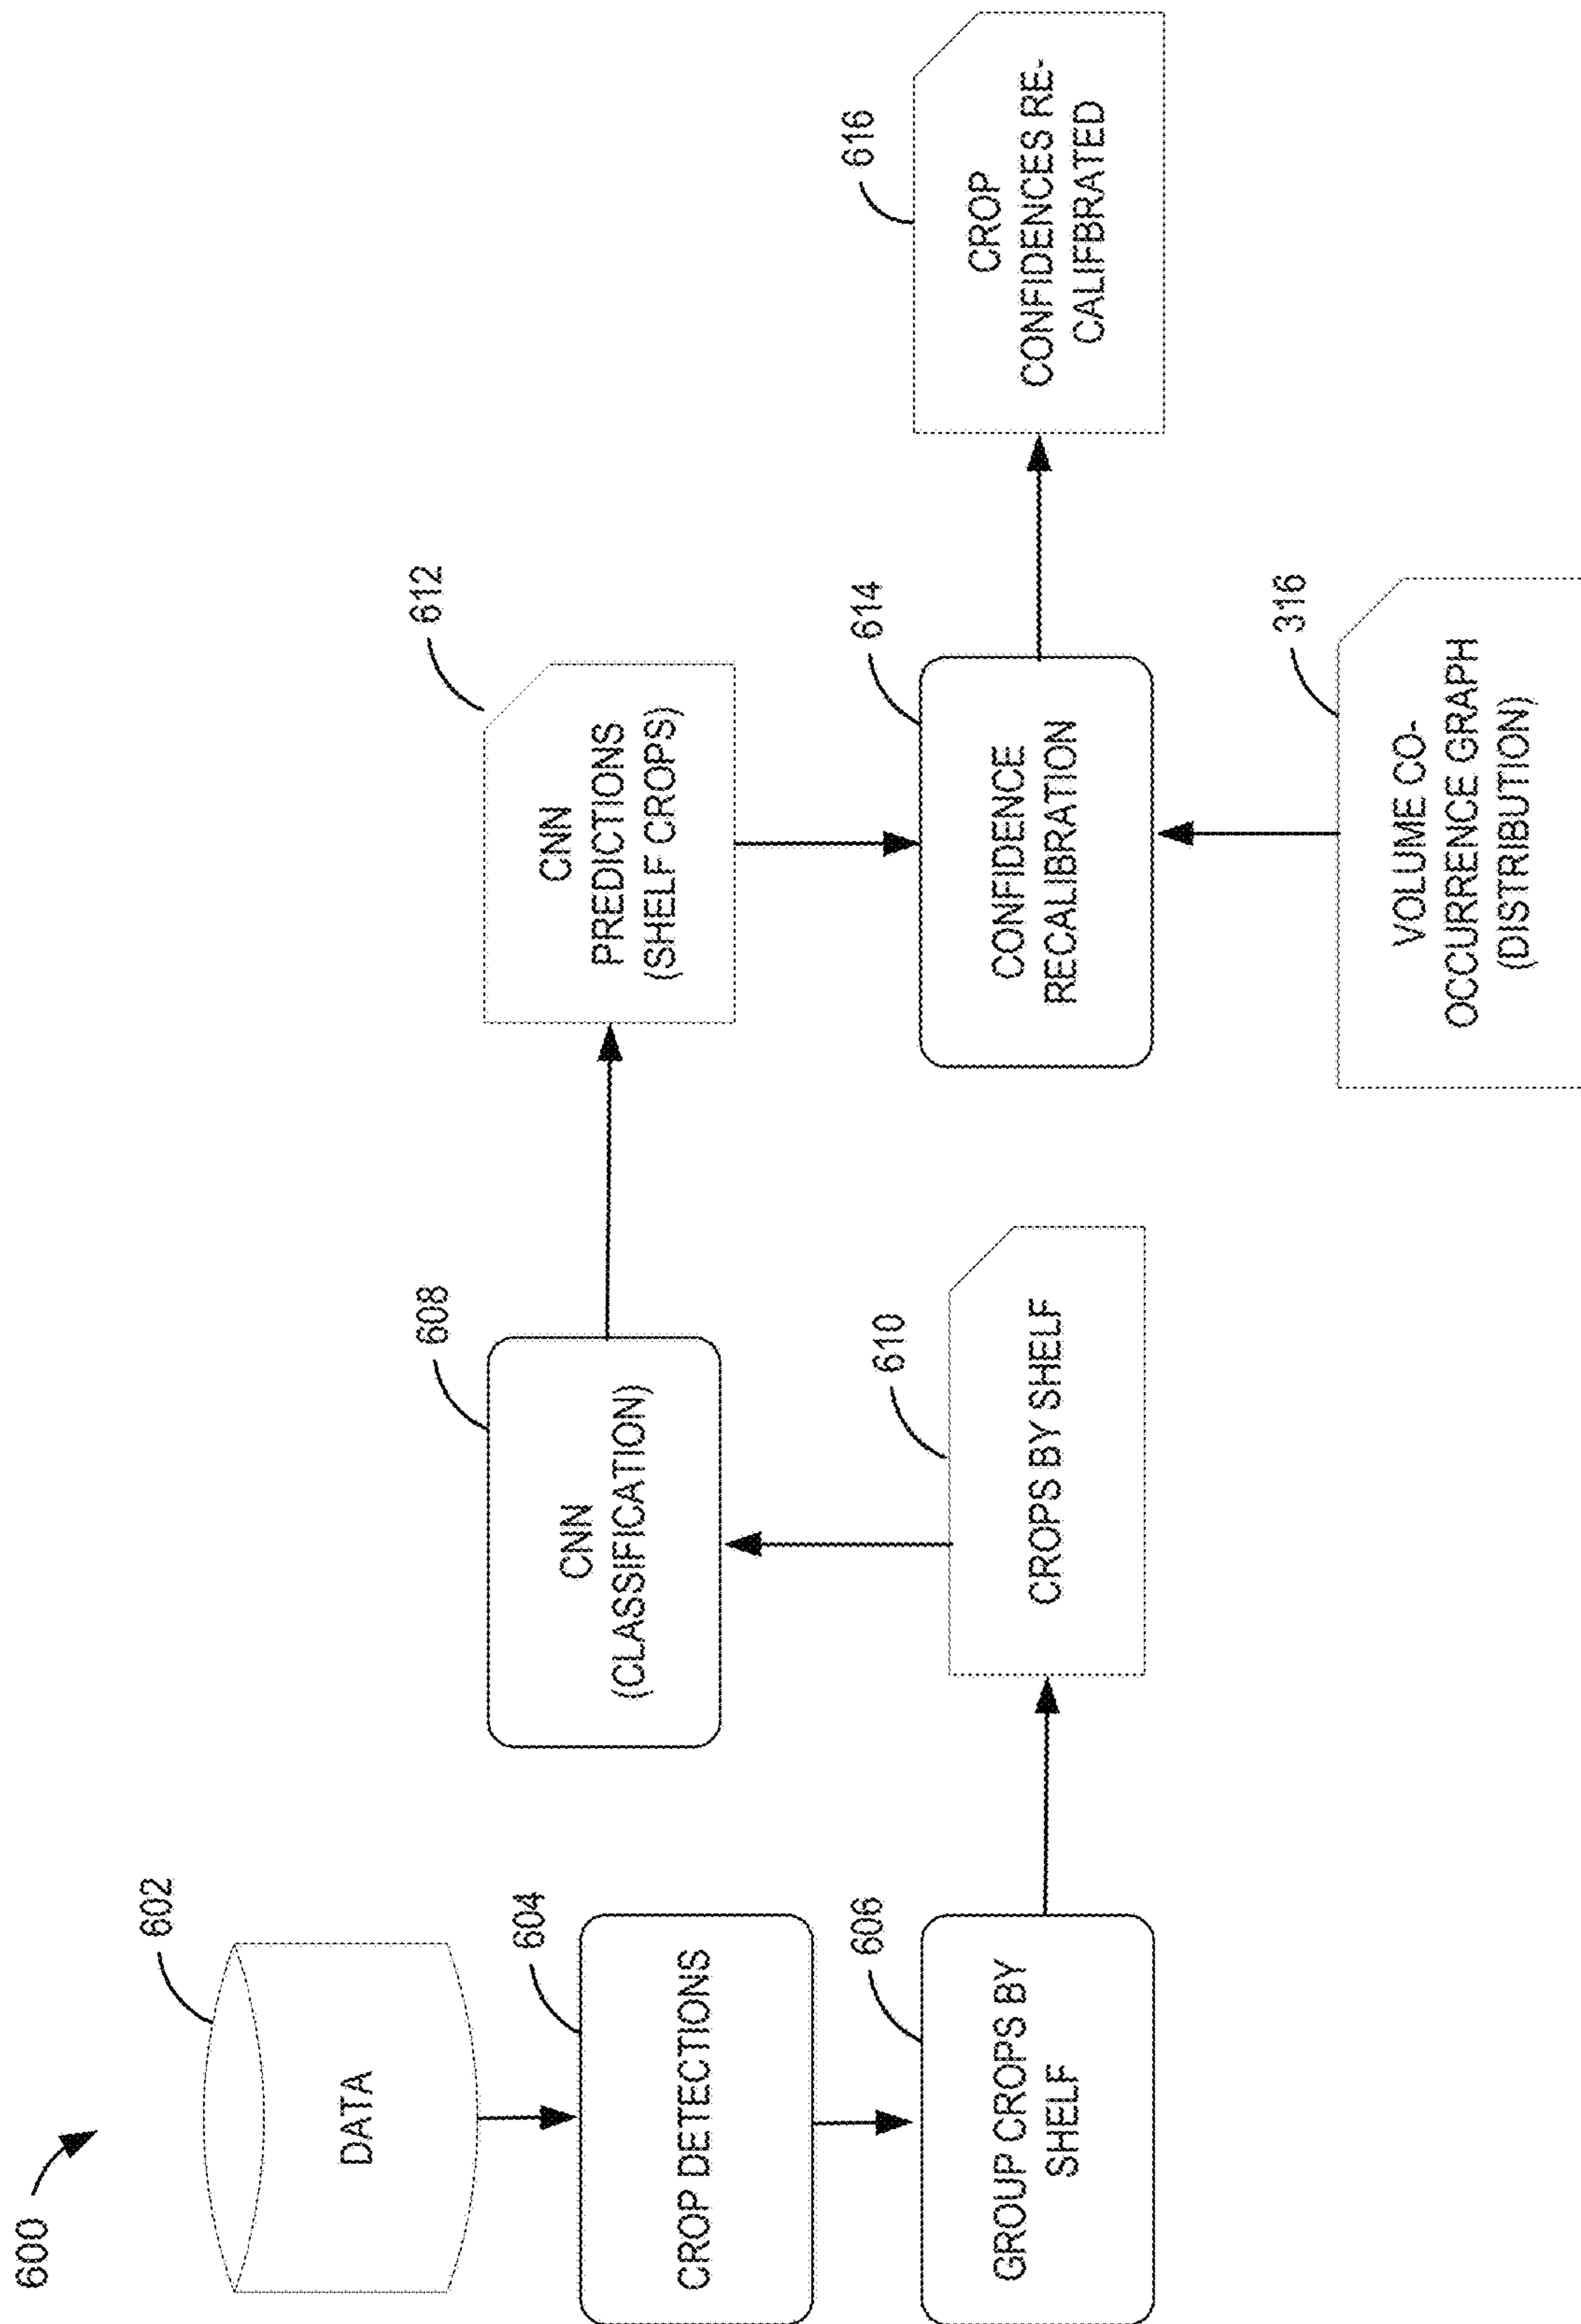 600
602
DATA
604
CROP DETECTIONS
606
GROUP CROPS BY
SHELF
608
CNN
(CLASSIFICATION)
610
CROPS BY SHELF
612
CNN
PREDICTIONS
(SHELF CROPS)
614
CONFIDENCE
RECALIBRATION
316
VOLUME CO-
OCCURRENCE GRAPH
(DISTRIBUTION)
616
CROP
CONFIDENCES RE-
CALIFBRATED